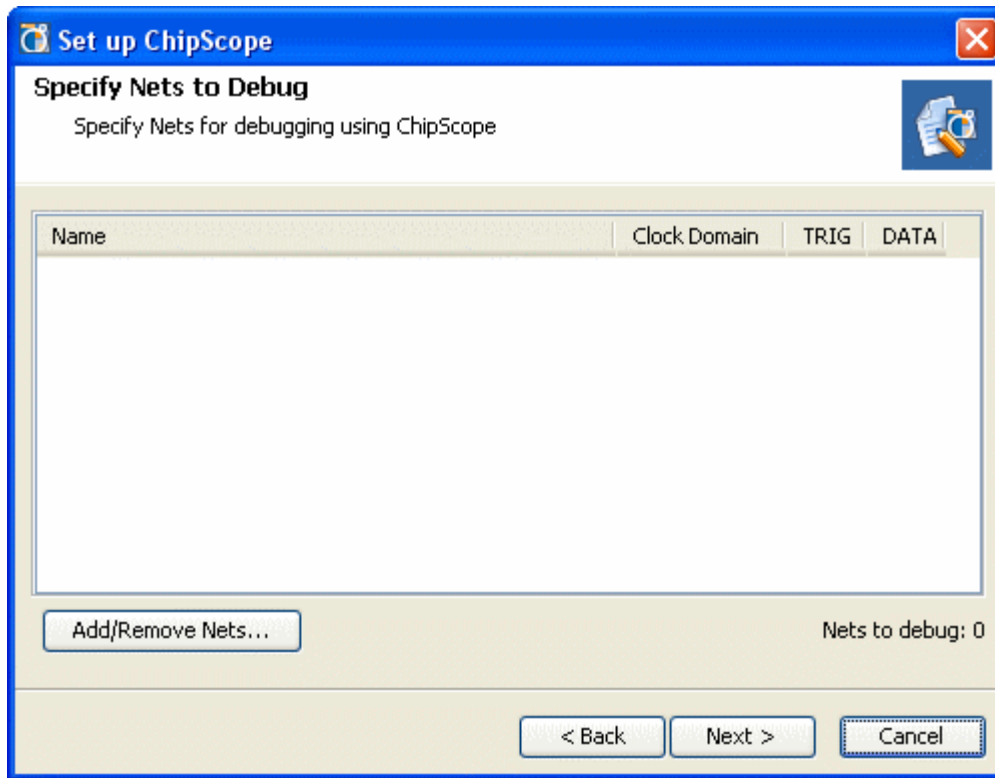 Set up ChipScope
Specify Nets to Debug
Specify Nets for debugging using ChipScope
Name Clock Domain TRIG DATA
Add/Remove Nets... Nets to debug: 0
< Back Next > Cancel